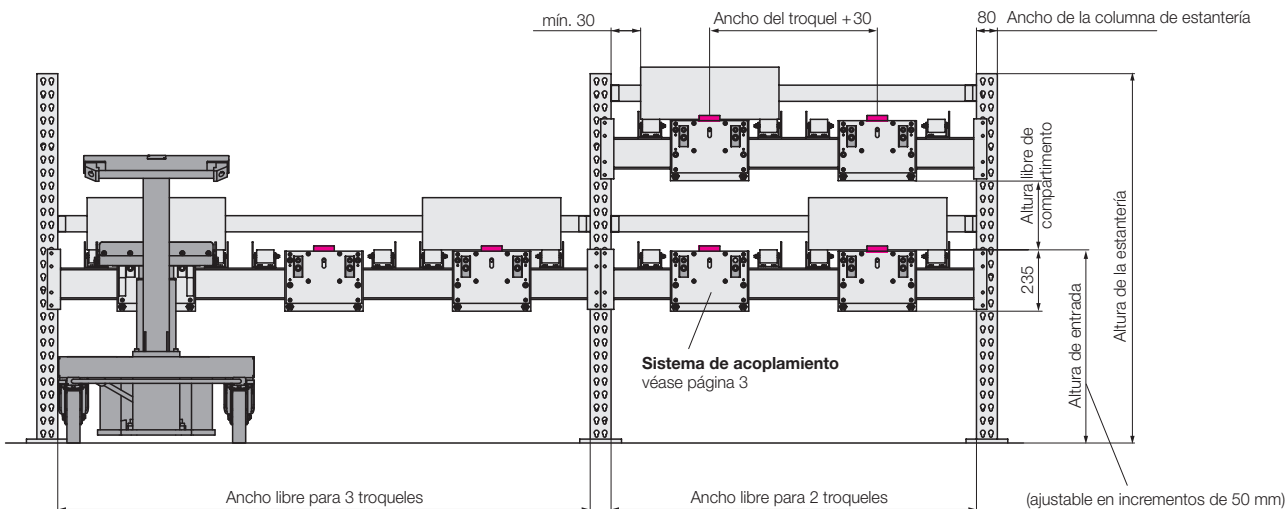 mín. 30
Ancho del troquel +30
80
Ancho de la columna de estantería
Altura libre de
compartimento
235
Altura de entrada
Altura de la estantería
Sistema de acoplamiento
véase página 3
Ancho libre para 3 troqueles
Ancho libre para 2 troqueles
(ajustable en incrementos de 50 mm)